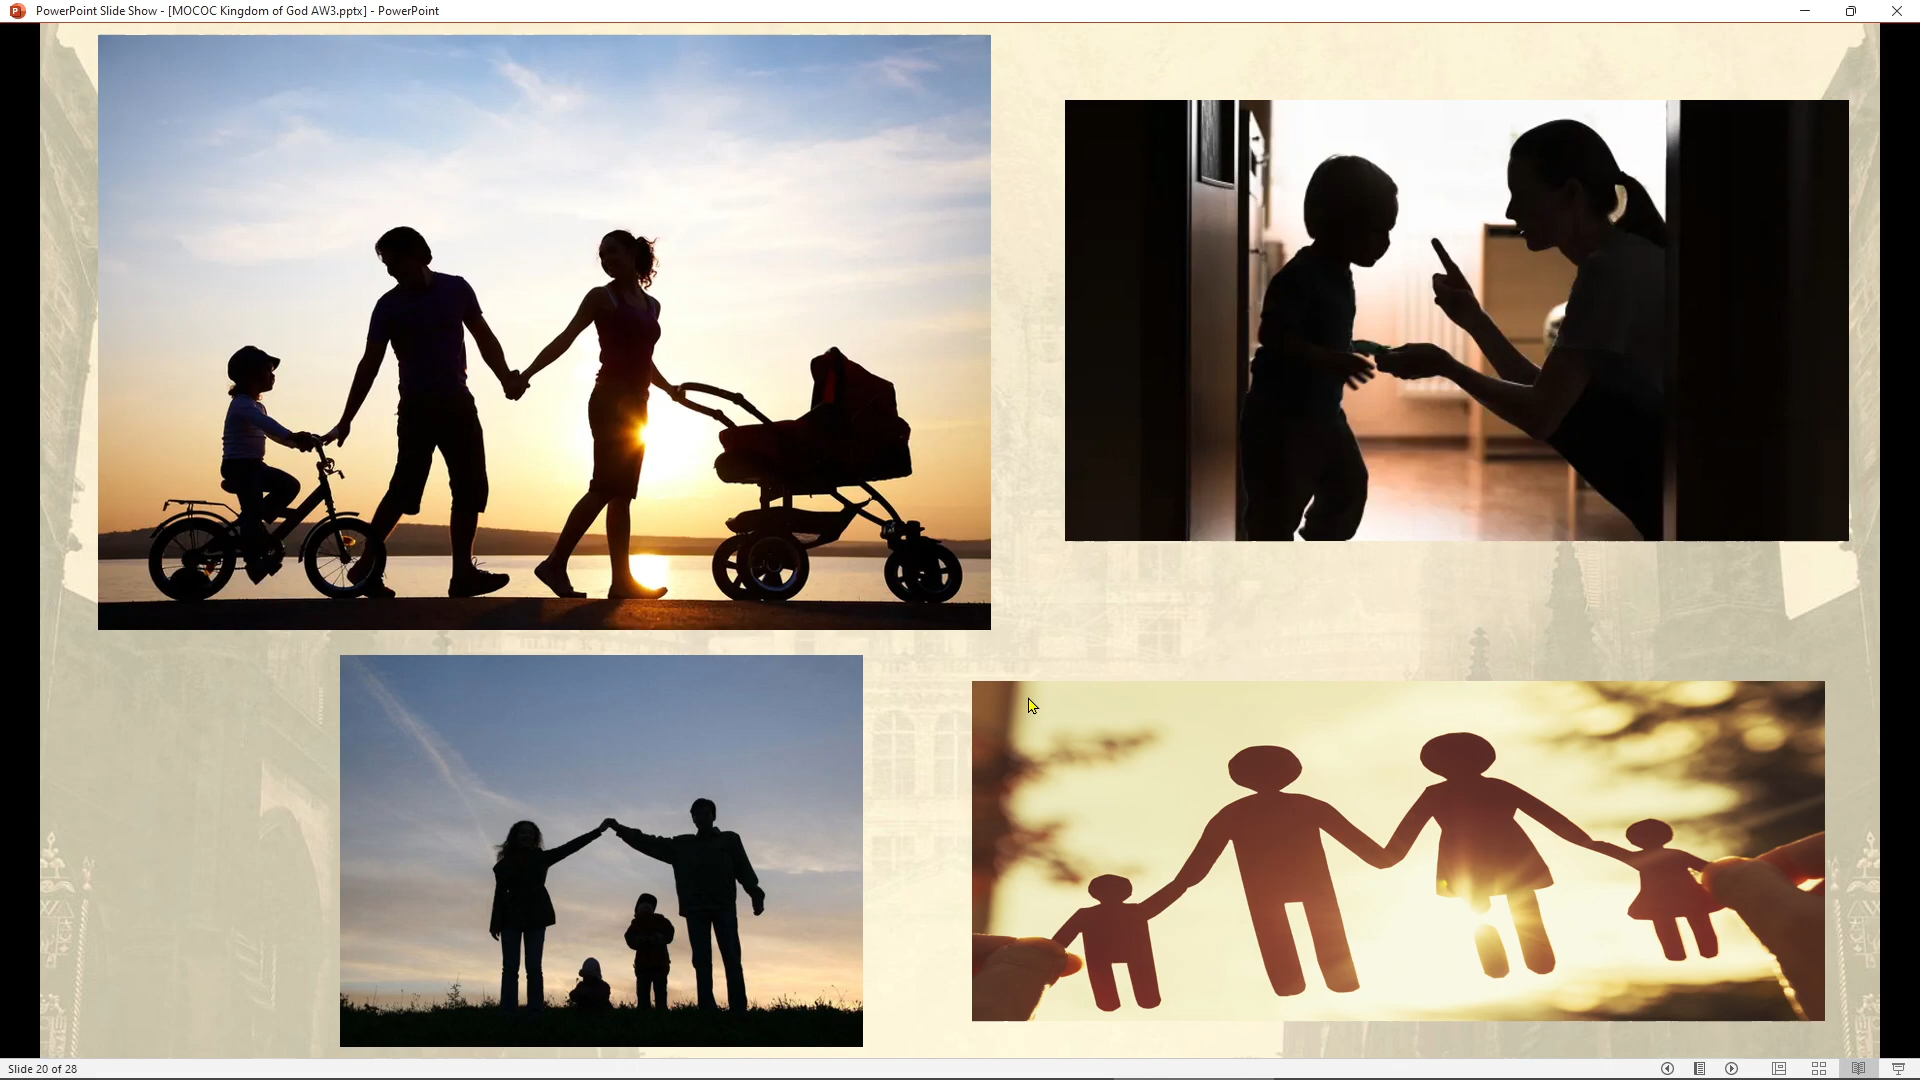 PowerPoint Slide Show - [MOCOC Kingdom of God AW3.pptx] - PowerPoint
Slide 20 of 28